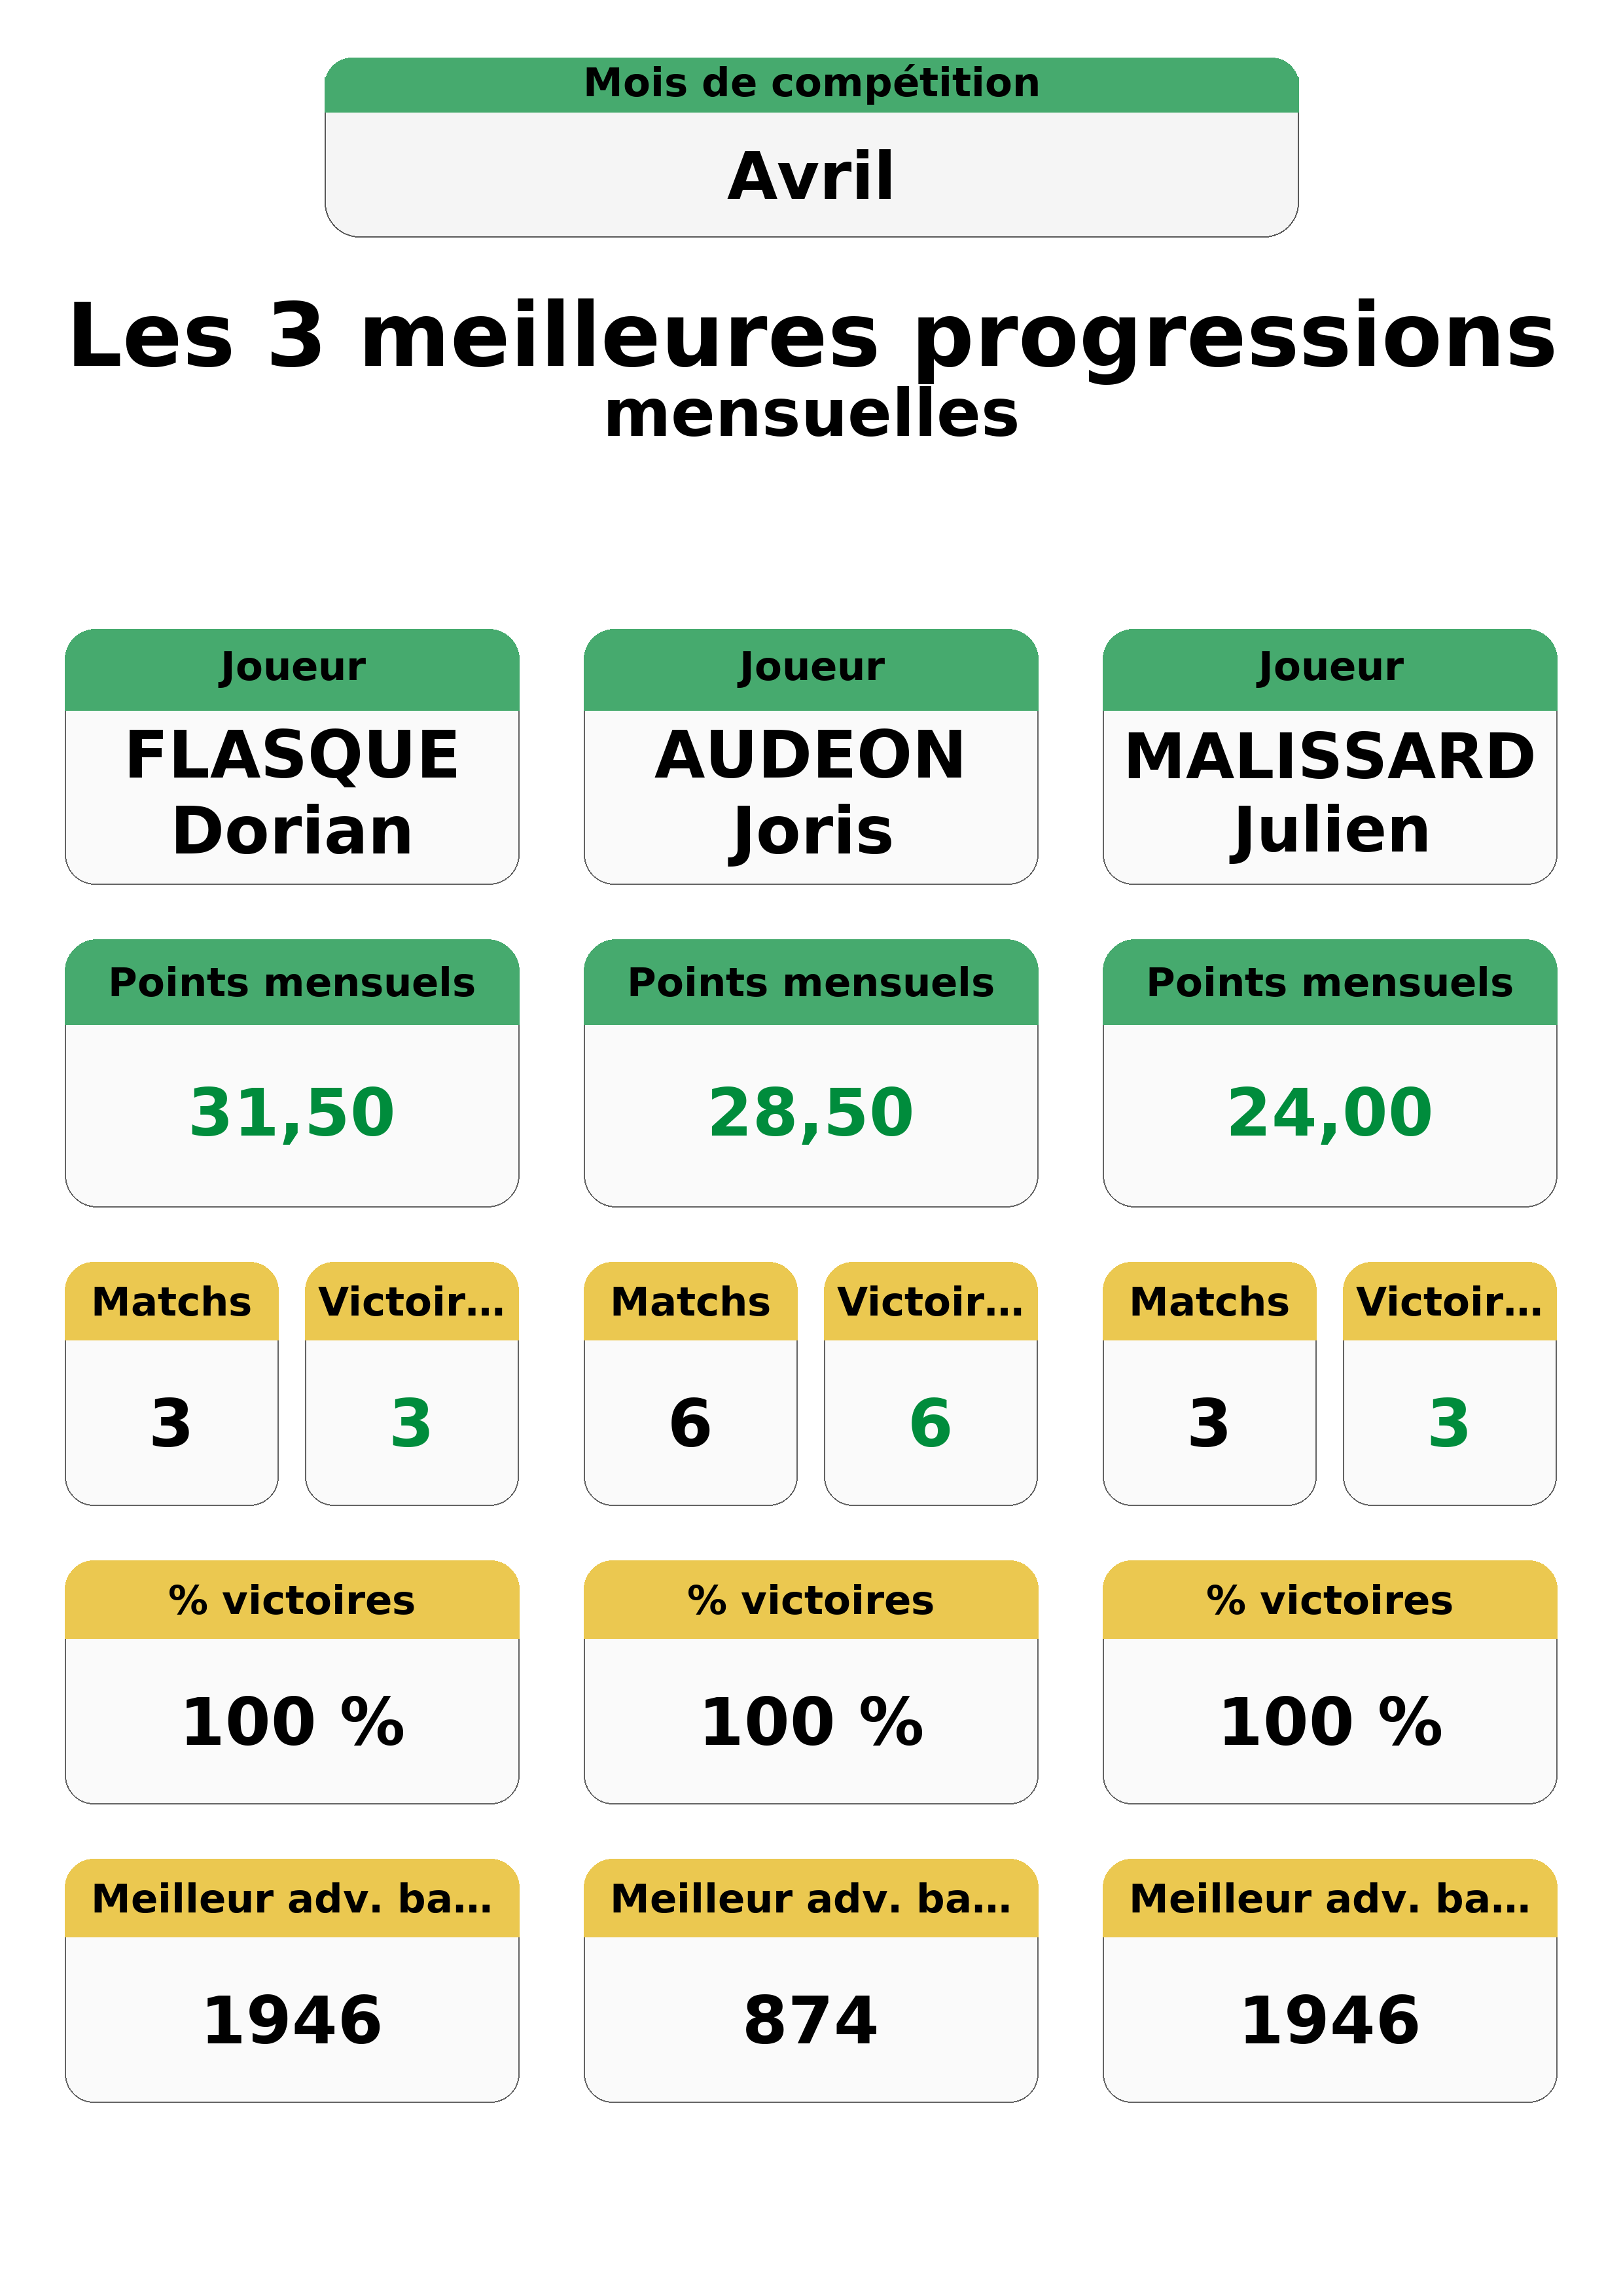 Mois de compétition
Avril
Les 3 meilleures progressions
mensuelles
Joueur
Joueur
Joueur
FLASQUE
Dorian
AUDEON
Joris
MALISSARD
Julien
Points mensuels
Points mensuels
Points mensuels
31,50
28,50
24,00
Matchs
Victoir...
Matchs
Victoir...
Matchs
Victoir...
3
3
6
6
3
3
% victoires
% victoires
% victoires
100 %
100 %
100 %
Meilleur adv. ba...
Meilleur adv. ba...
Meilleur adv. ba...
1946
874
1946